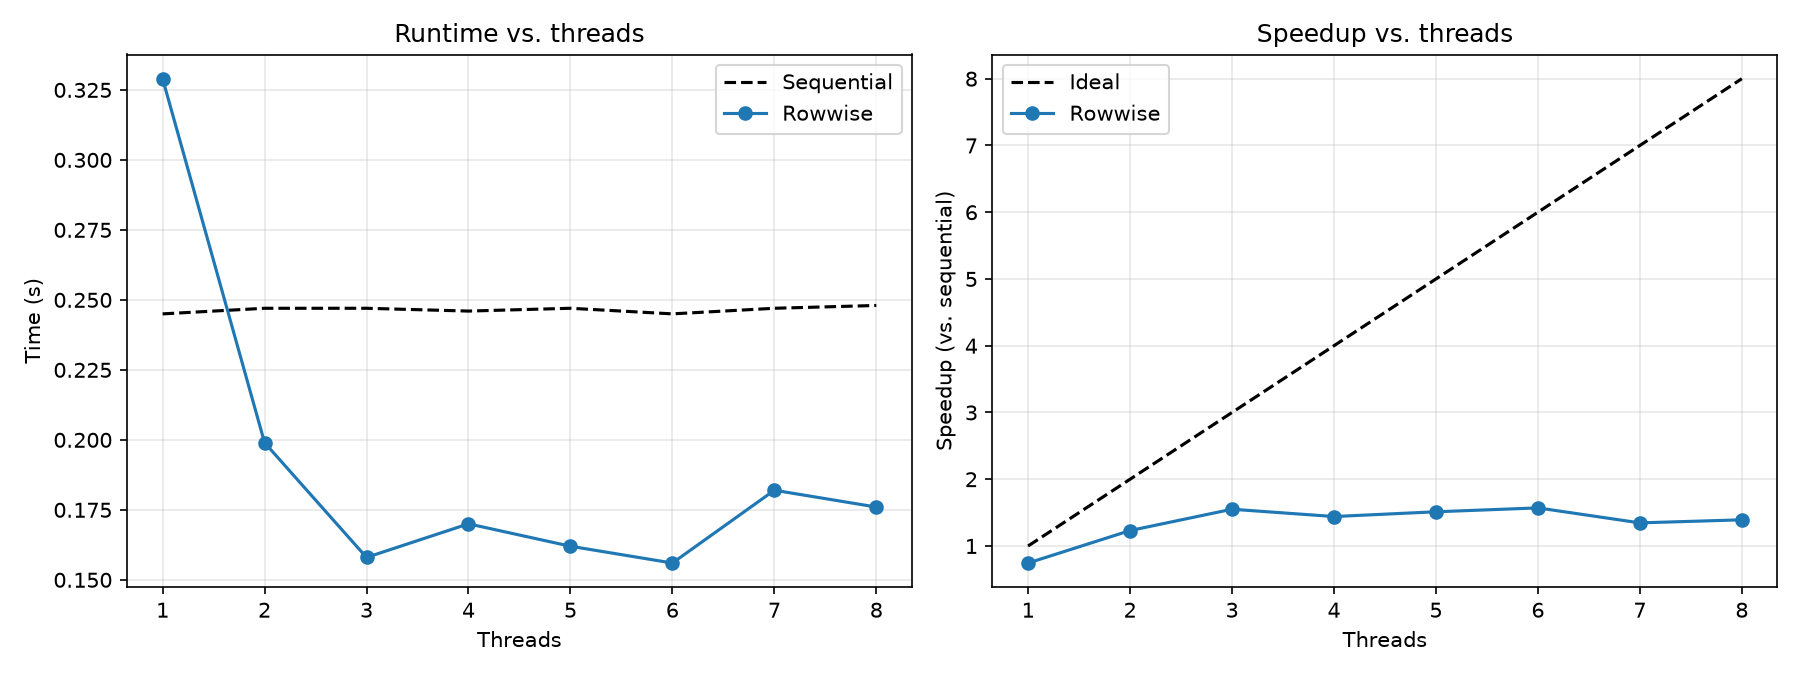 Runtime vs. threads
Time (s)
0.325
0.300
0.275
0.250
0.225
0.200
0.175
0.150
Sequential
Rowwise
1 2 3 4 5 6 7 8
Threads
Speedup vs. threads
Speedup (vs. sequential)
8
7
6
5
4
3
2
1
Ideal
Rowwise
1 2 3 4 5 6 7 8
Threads